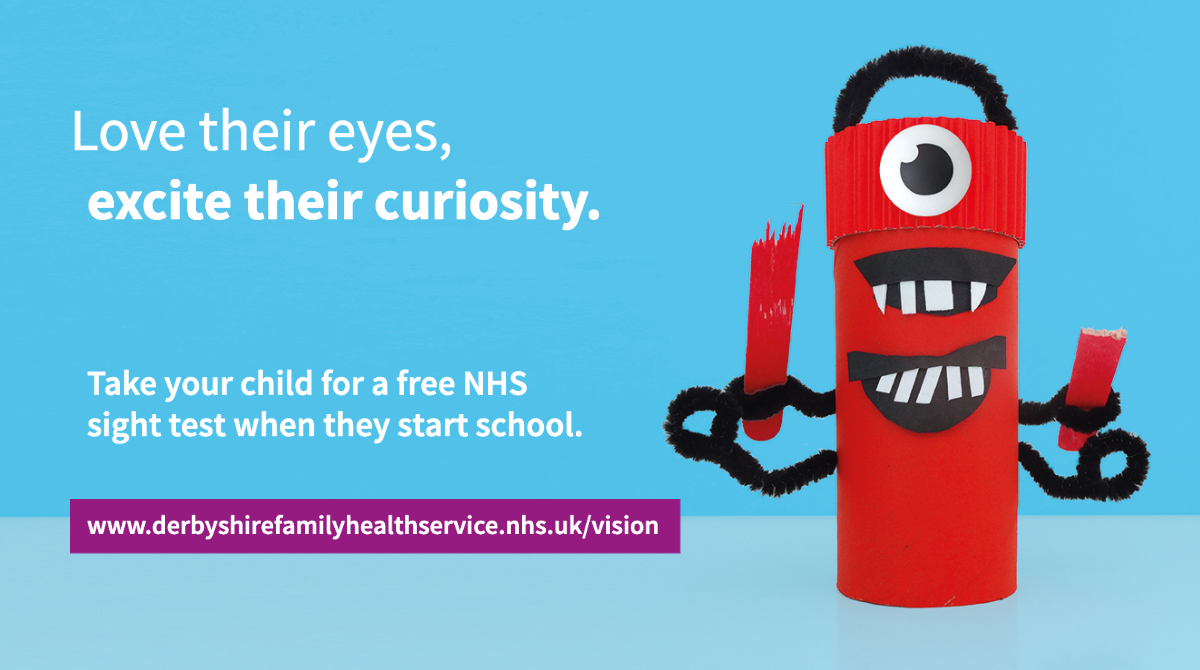 Love their eyes,
excite their curiosity.
Take your child for a free NHS
sight test when they start school.
www.derbyshirefamilyhealthservice.nhs.uk/vision